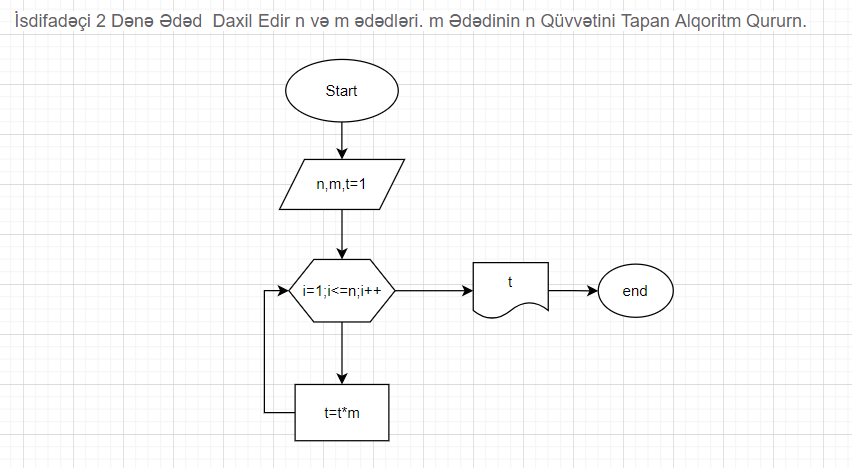 İsdifadəçi 2 Dənə Ədəd  Daxil Edir n və m ədədləri. m Ədədinin n Qüvvətini Tapan Alqoritm Qururn.
Start
n,m,t=1
i=1;i<=n;i++
t
end
t=t*m